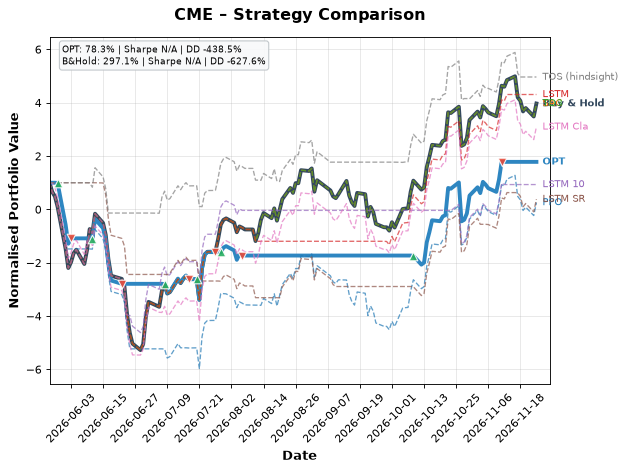 CME – Strategy Comparison
OPT: 78.3% | Sharpe N/A | DD -438.5%
B&Hold: 297.1% | Sharpe N/A | DD -627.6%
Normalised Portfolio Value
6
4
2
0
−2
−4
−6
TOS (hindsight)
LSTM
Buy & Hold
LSTM Cla
OPT
LSTM 10
LSTM SR
2026-06-03
2026-06-15
2026-06-27
2026-07-09
2026-07-21
2026-08-02
2026-08-14
2026-08-26
2026-09-07
2026-09-19
2026-10-01
2026-10-13
2026-10-25
2026-11-06
2026-11-18
Date